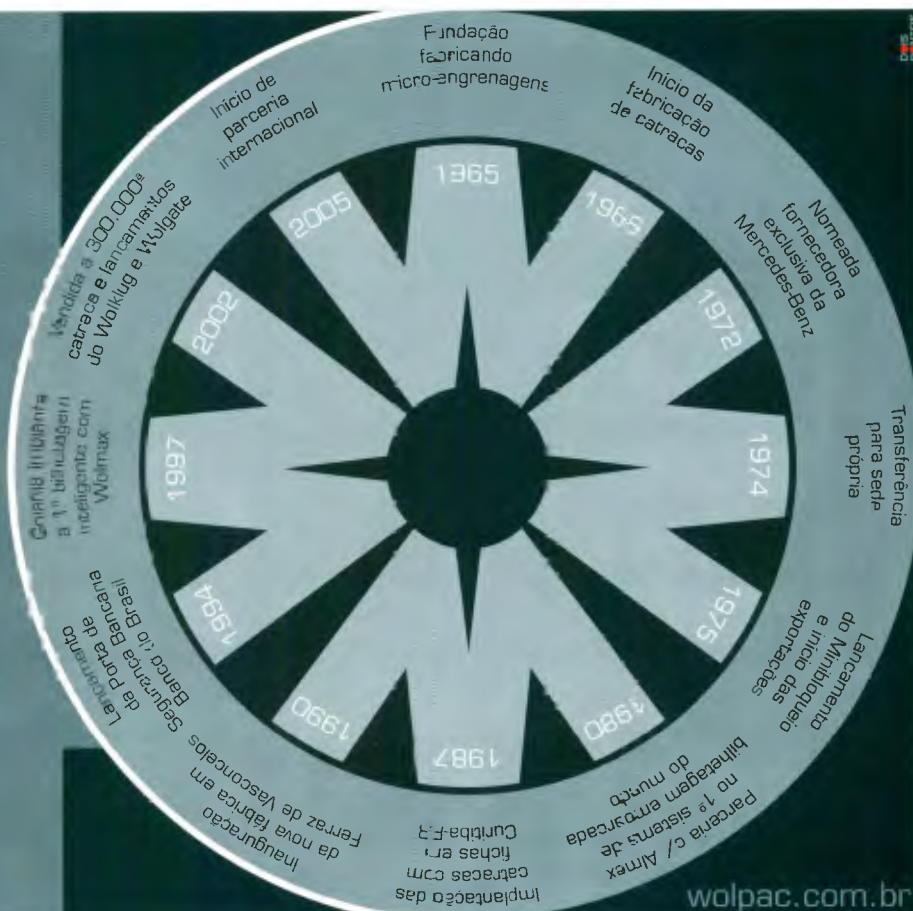 Fundação
fabricando
micro-engrenagens
1965
Início da
fabricação
de catracas
1966
Nomeada
fornecedora
exclusiva da
Mercedes-Benz
1972
Transferência
para sede
própria
1974
Lançamento
do Minibloqueio
e início das
exportações
1975
Parceria c/ Almex
no 1º sistema de
bilhetagem embarcada
do mundo
1980
Implantação das
catracas com
fichas em
Curitiba-PR
1987
Inauguração
da nova fábrica em
Ferraz de Vasconcelos
1990
Lançamento
da Porta de
Segurança Bancária
Banco do Brasil
1994
Goiânia implanta
a 1ª bilhetagem
inteligente com
Wolmax
1997
Vendida a 300.000ª
catraca e lançamentos
do Wolklug e Wolgate
2002
Início de
parceria
internacional
2005
wolpac.com.br